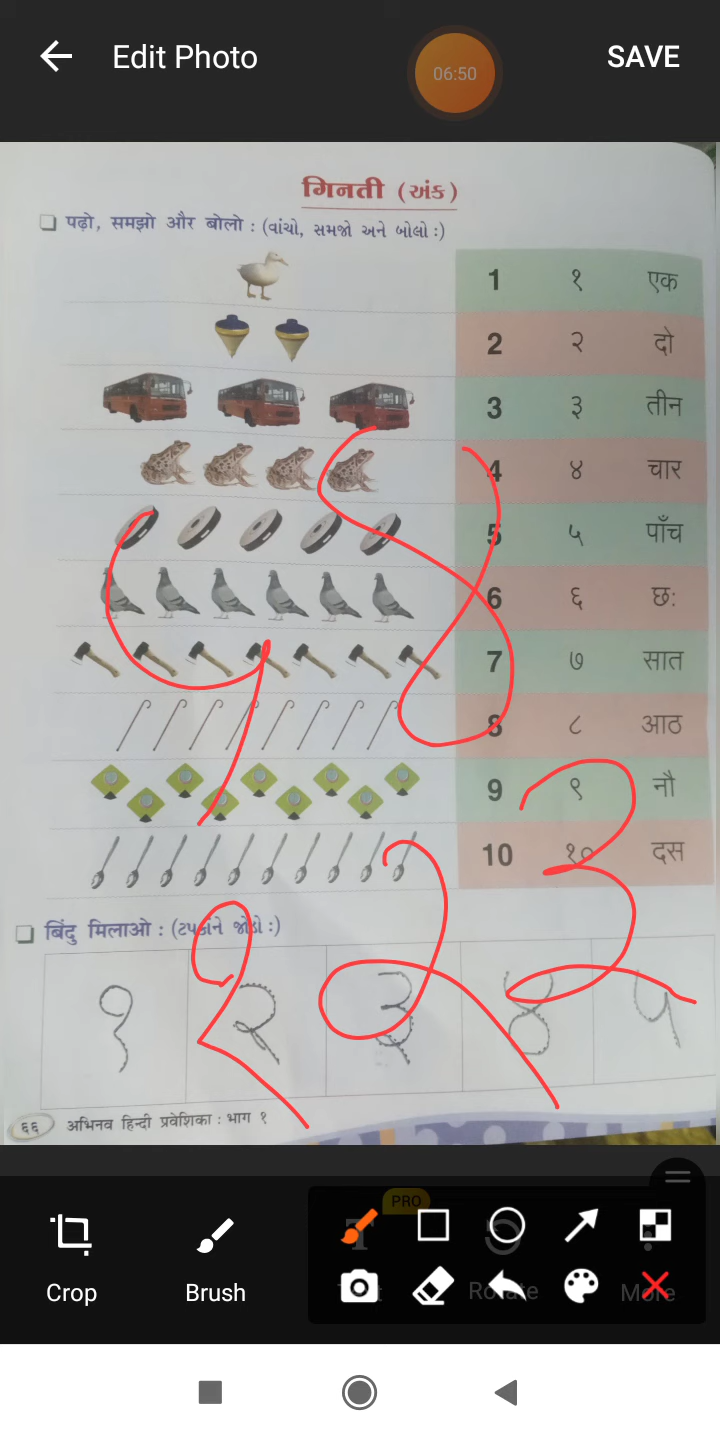 Edit Photo
06:50
SAVE
गिनती (અંક)
पढ़ो, समझो और बोलो : (વાંચો, સમજો અને બોલો :)
1 १ एक
2 २ दो
3 ३ तीन
4 ४ चार
5 ५ पाँच
6 ६ छः
7 ७ सात
8 ८ आठ
9 ९ नौ
10 १० दस
बिंदु मिलाओ : (ટપકાંને જોડો :)
१ २ ३ ४ ५
६६ अभिनव हिन्दी प्रवेशिका : भाग १
PRO
Crop
Brush
Rotate
More